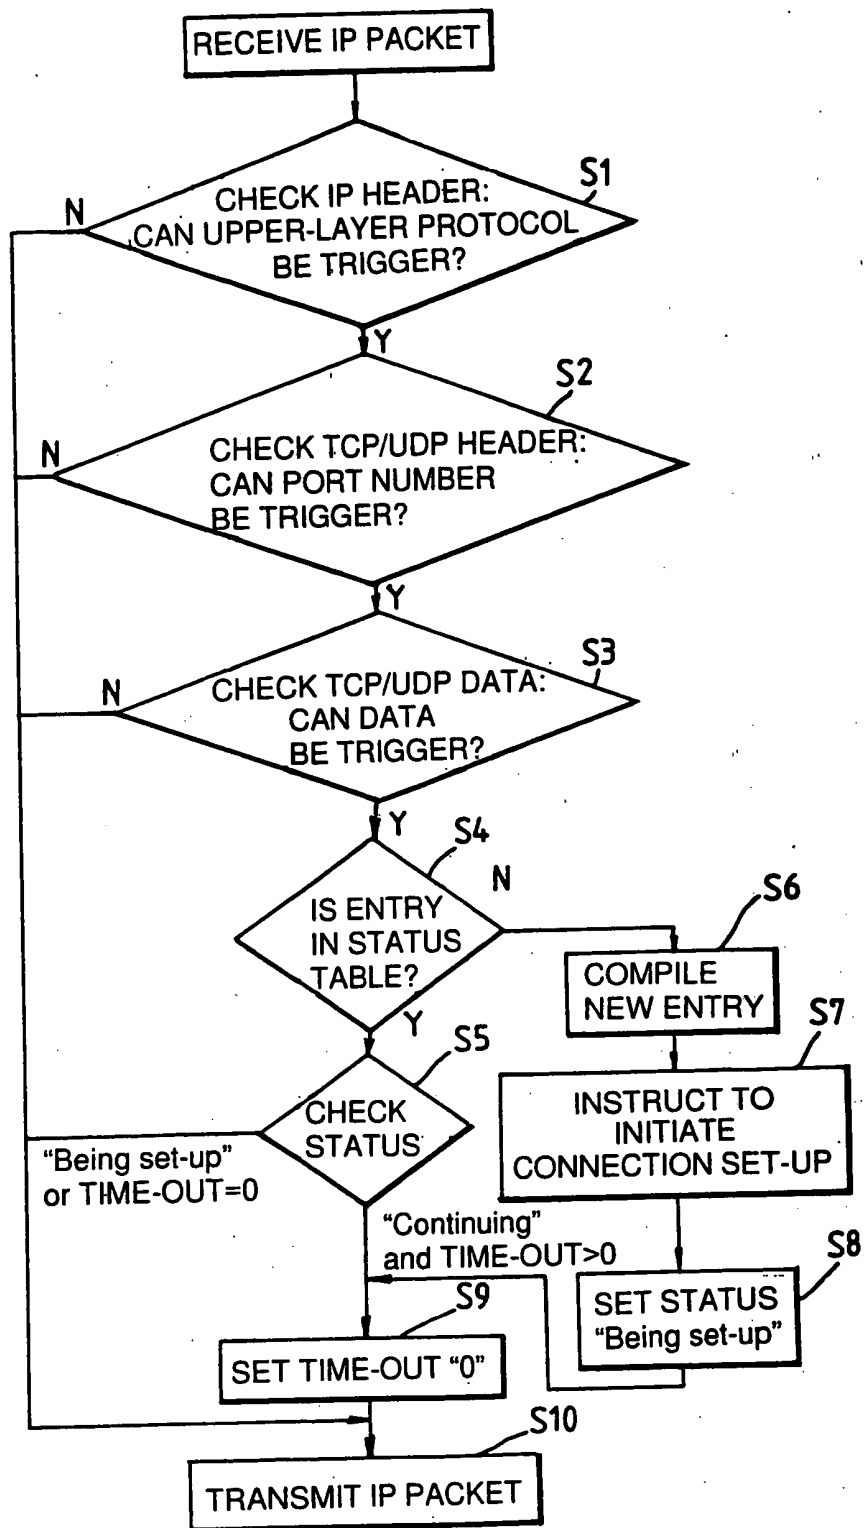 RECEIVE IP PACKET
S1
N
CHECK IP HEADER:
CAN UPPER-LAYER PROTOCOL
BE TRIGGER?
Y
S2
N
CHECK TCP/UDP HEADER:
CAN PORT NUMBER
BE TRIGGER?
Y
S3
N
CHECK TCP/UDP DATA:
CAN DATA
BE TRIGGER?
Y
S4
N
IS ENTRY
IN STATUS
TABLE?
Y
S6
COMPILE
NEW ENTRY
S5
CHECK
STATUS
S7
INSTRUCT TO
INITIATE
CONNECTION SET-UP
"Being set-up"
or TIME-OUT=0
"Continuing"
and TIME-OUT>0
S8
SET STATUS
"Being set-up"
S9
SET TIME-OUT "0"
S10
TRANSMIT IP PACKET